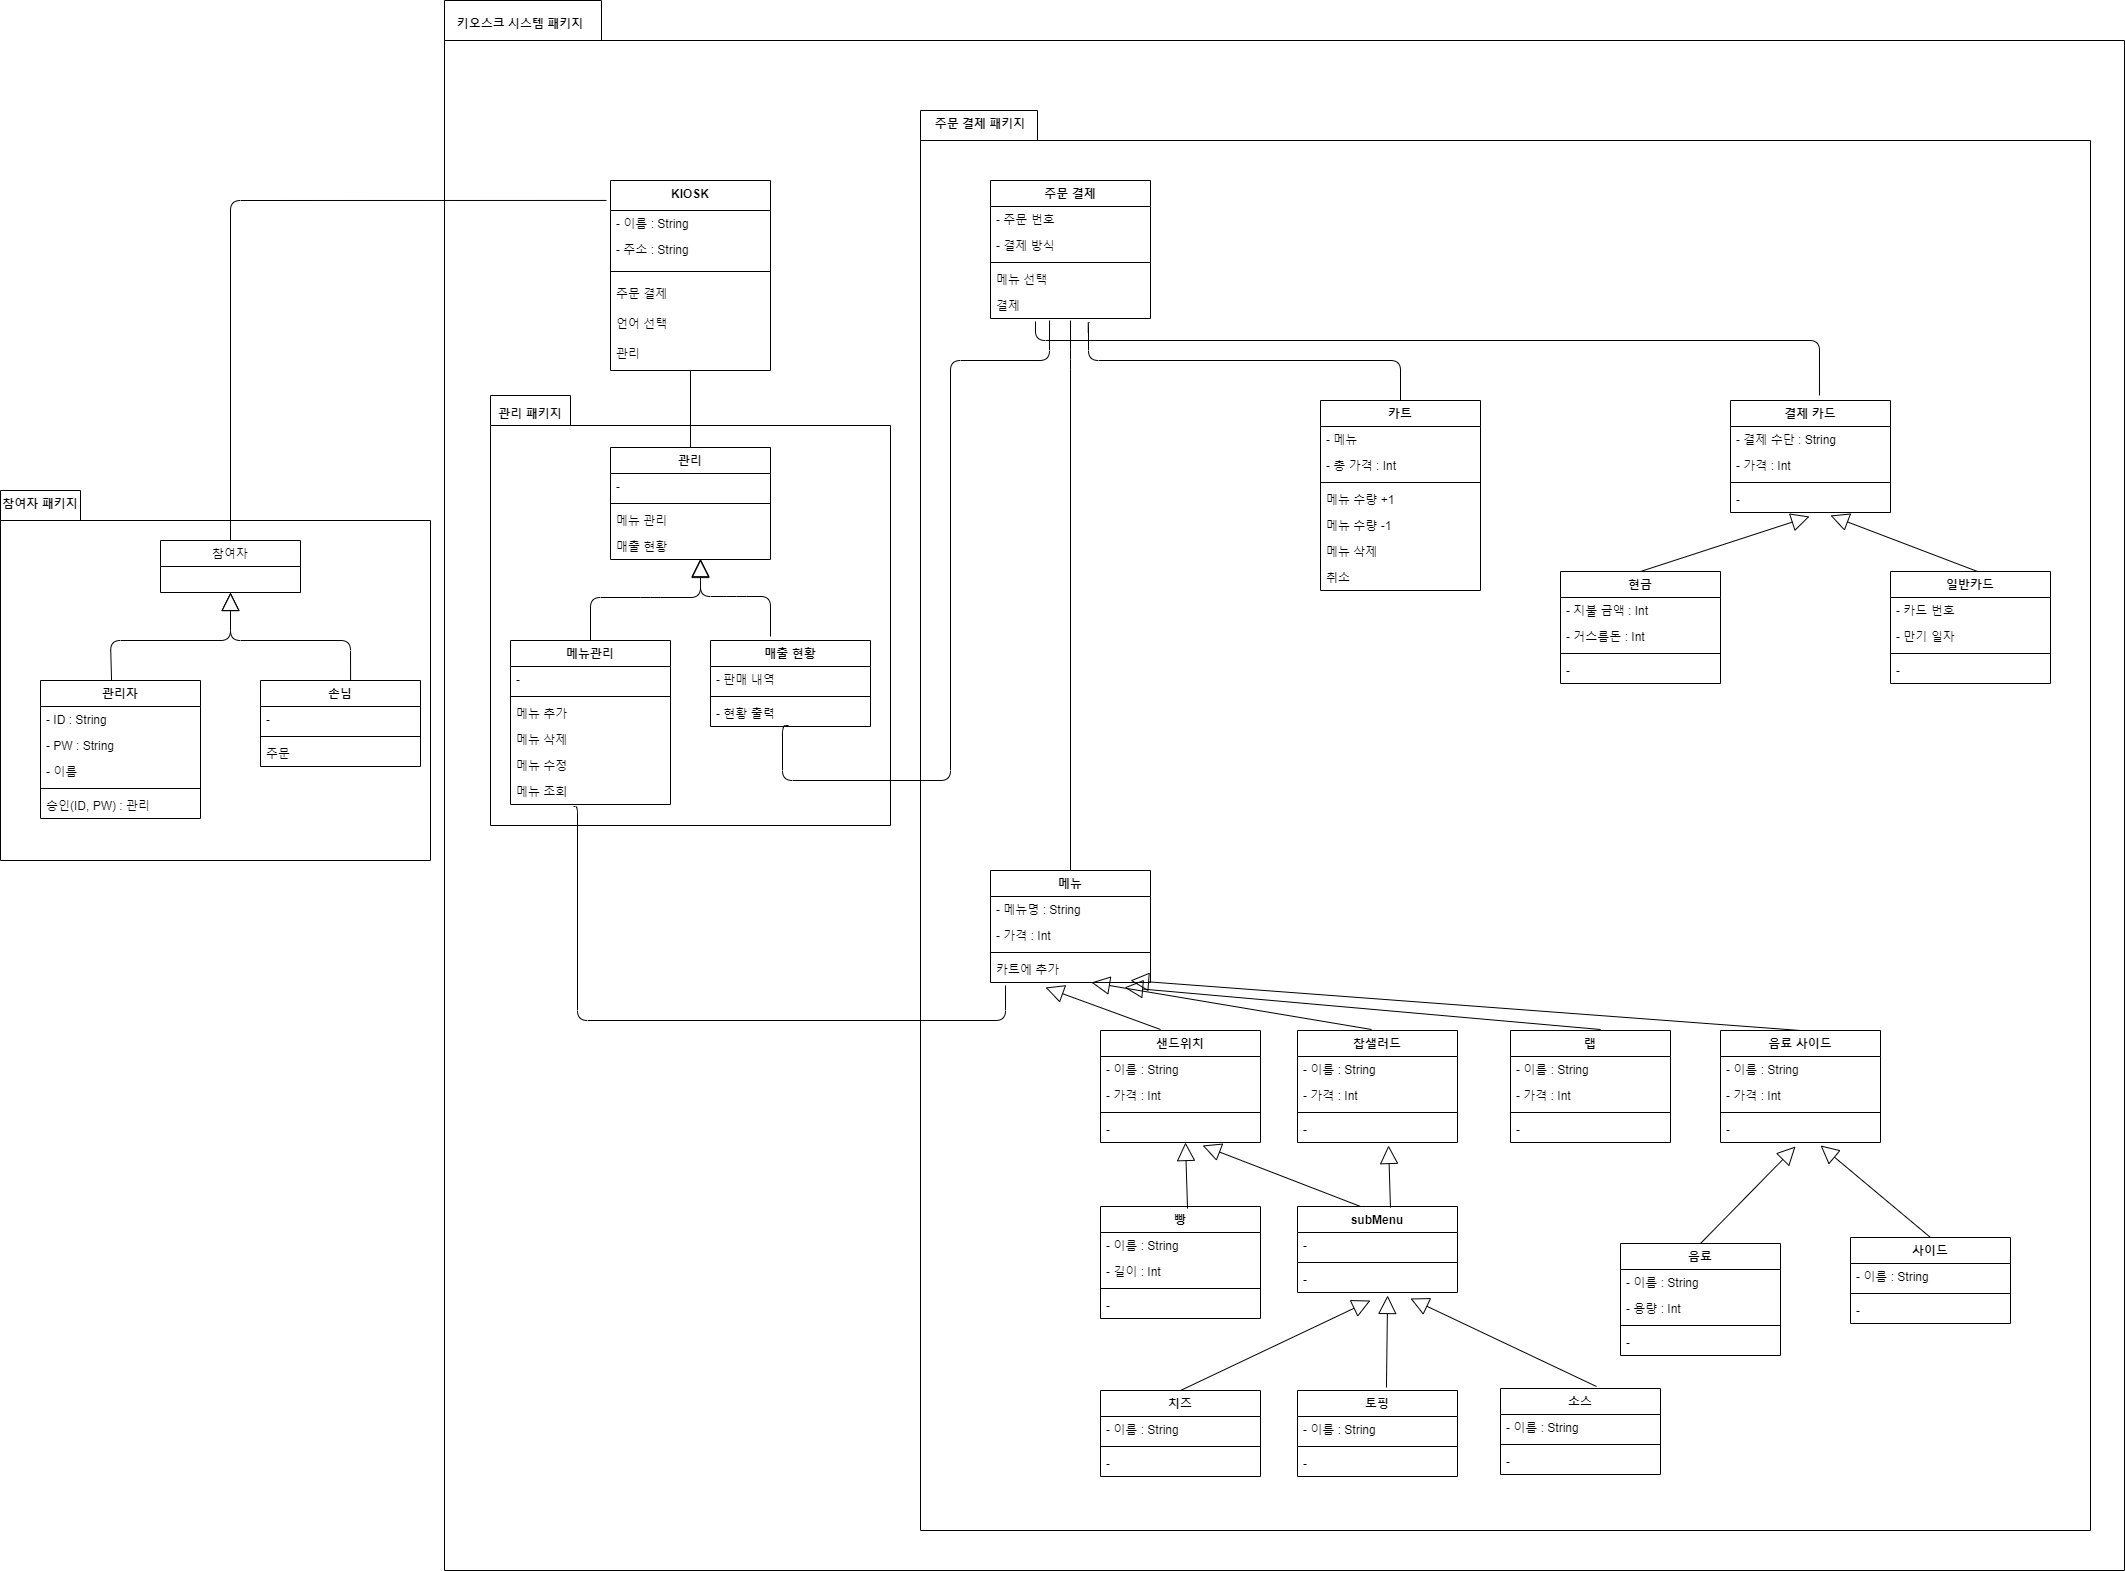 키오스크 시스템 패키지
주문 결제 패키지
KIOSK
- 이름 : String
- 주소 : String
주문 결제
언어 선택
관리
주문 결제
- 주문 번호
- 결제 방식
메뉴 선택
결제
관리 패키지
관리
-
메뉴 관리
매출 현황
카트
- 메뉴
- 총 가격 : Int
메뉴 수량 +1
메뉴 수량 -1
메뉴 삭제
취소
결제 카드
- 결제 수단 : String
- 가격 : Int
-
참여자 패키지
참여자
현금
- 지불 금액 : Int
- 거스름돈 : Int
-
일반카드
- 카드 번호
- 만기 일자
-
관리자
- ID : String
- PW : String
- 이름
승인(ID, PW) : 관리
손님
-
주문
메뉴관리
-
메뉴 추가
메뉴 삭제
메뉴 수정
메뉴 조회
매출 현황
- 판매 내역
- 현황 출력
메뉴
- 메뉴명 : String
- 가격 : Int
카트에 추가
샌드위치
- 이름 : String
- 가격 : Int
-
찹샐러드
- 이름 : String
- 가격 : Int
-
랩
- 이름 : String
- 가격 : Int
-
음료 사이드
- 이름 : String
- 가격 : Int
-
빵
- 이름 : String
- 길이 : Int
-
subMenu
-
-
음료
- 이름 : String
- 용량 : Int
-
사이드
- 이름 : String
-
치즈
- 이름 : String
-
토핑
- 이름 : String
-
소스
- 이름 : String
-